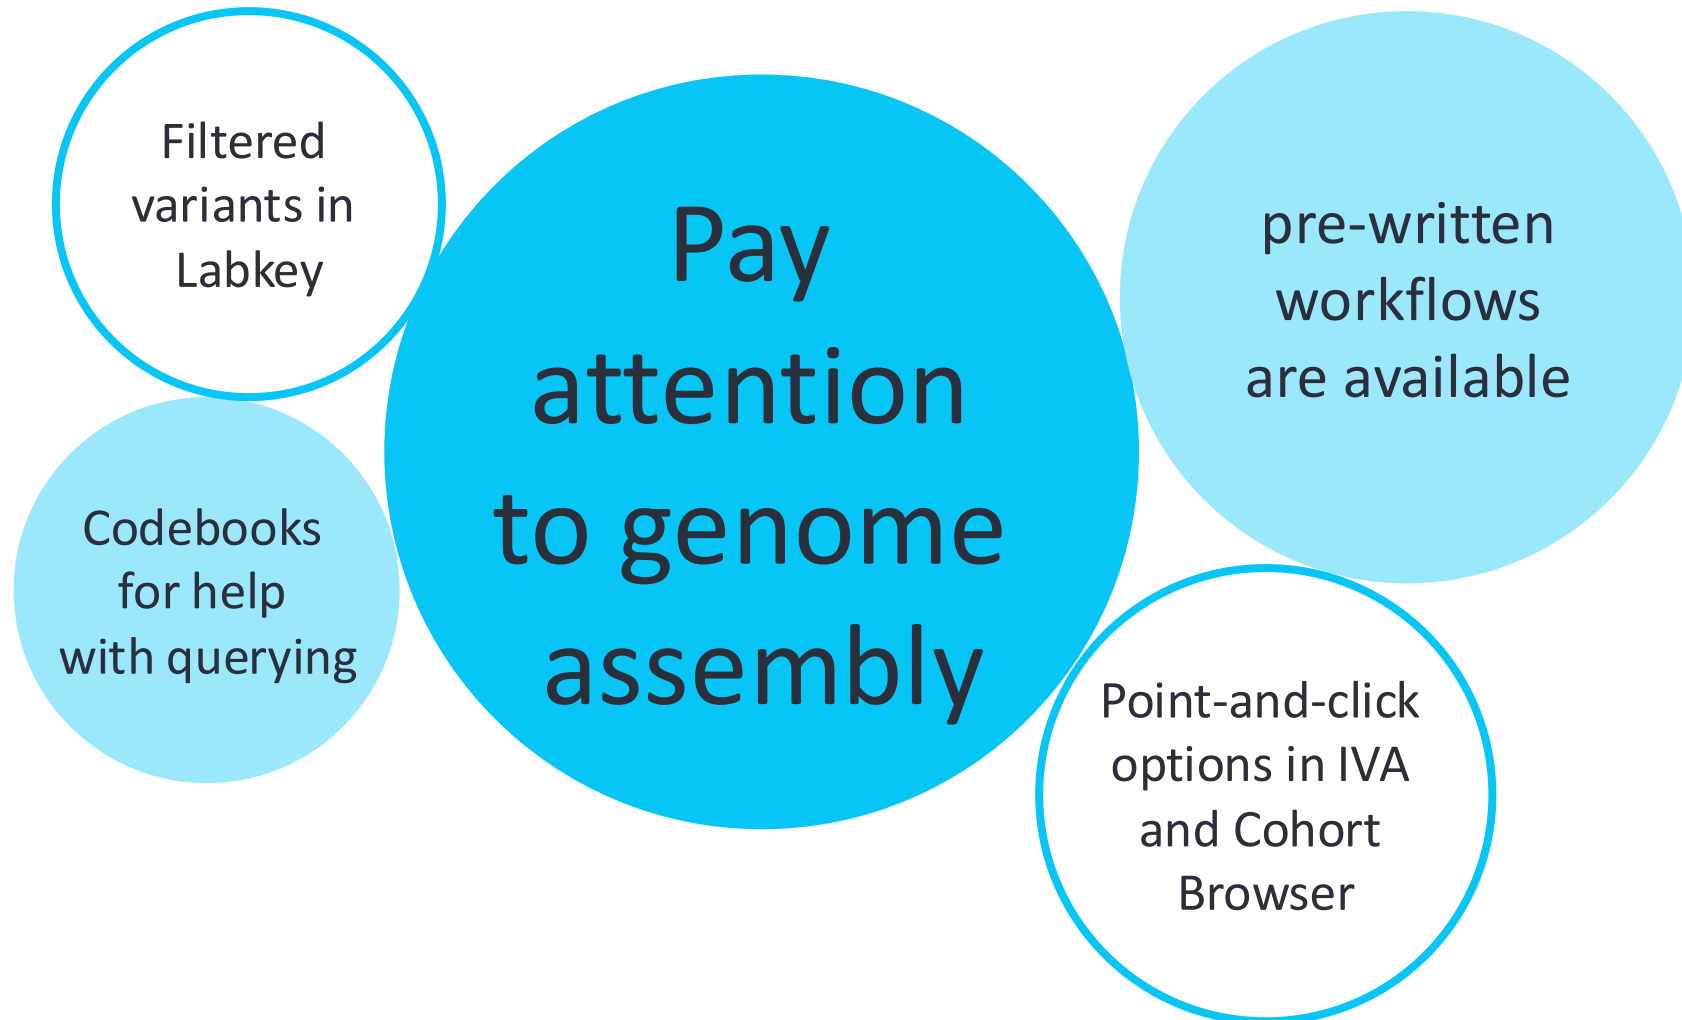 Filtered
variants in
Labkey
Codebooks
for help
with querying
Pay
attention
to genome
assembly
pre-written
workflows
are available
Point-and-click
options in IVA
and Cohort
Browser